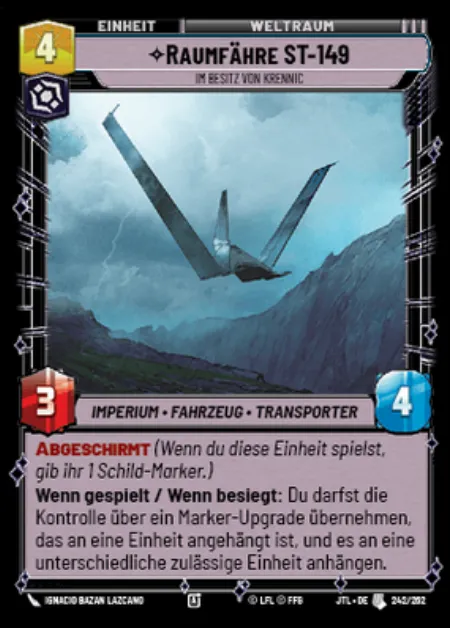 EINHEIT
WELTRAUM
4
✧RAUMFÄHRE ST-149
IM BESITZ VON KRENNIC
3
IMPERIUM • FAHRZEUG • TRANSPORTER
4
ABGESCHIRMT (Wenn du diese Einheit spielst,
gib ihr 1 Schild-Marker.)
Wenn gespielt / Wenn besiegt: Du darfst die
Kontrolle über ein Marker-Upgrade übernehmen,
das an eine Einheit angehängt ist, und es an eine
unterschiedliche zulässige Einheit anhängen.
IGNACIO BAZAN LAZCANO
A
© LFL © FFG
JTL • DE
242/262